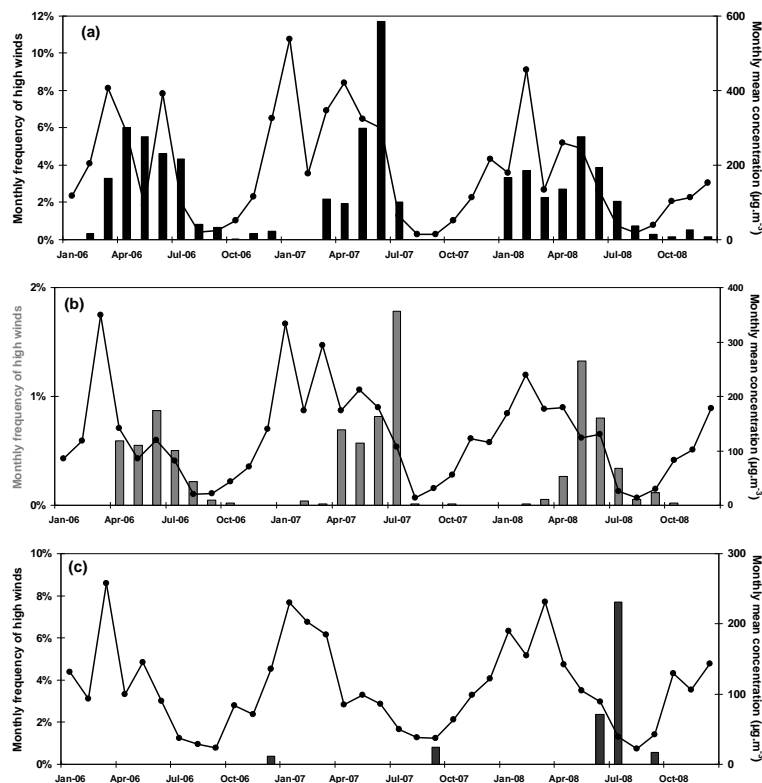 (a)
Monthly frequency of high winds
12%
10%
8%
6%
4%
2%
0%
600
400
200
0
Monthly mean concentration (µg.m⁻³)
Jan-06 Apr-06 Jul-06 Oct-06 Jan-07 Apr-07 Jul-07 Oct-07 Jan-08 Apr-08 Jul-08 Oct-08
(b)
Monthly frequency of high winds
2%
1%
0%
400
300
200
100
0
Monthly mean concentration (µg.m⁻³)
Jan-06 Apr-06 Jul-06 Oct-06 Jan-07 Apr-07 Jul-07 Oct-07 Jan-08 Apr-08 Jul-08 Oct-08
(c)
Monthly frequency of high winds
10%
8%
6%
4%
2%
0%
300
200
100
0
Monthly mean concentration (µg.m⁻³)
Jan-06 Apr-06 Jul-06 Oct-06 Jan-07 Apr-07 Jul-07 Oct-07 Jan-08 Apr-08 Jul-08 Oct-08